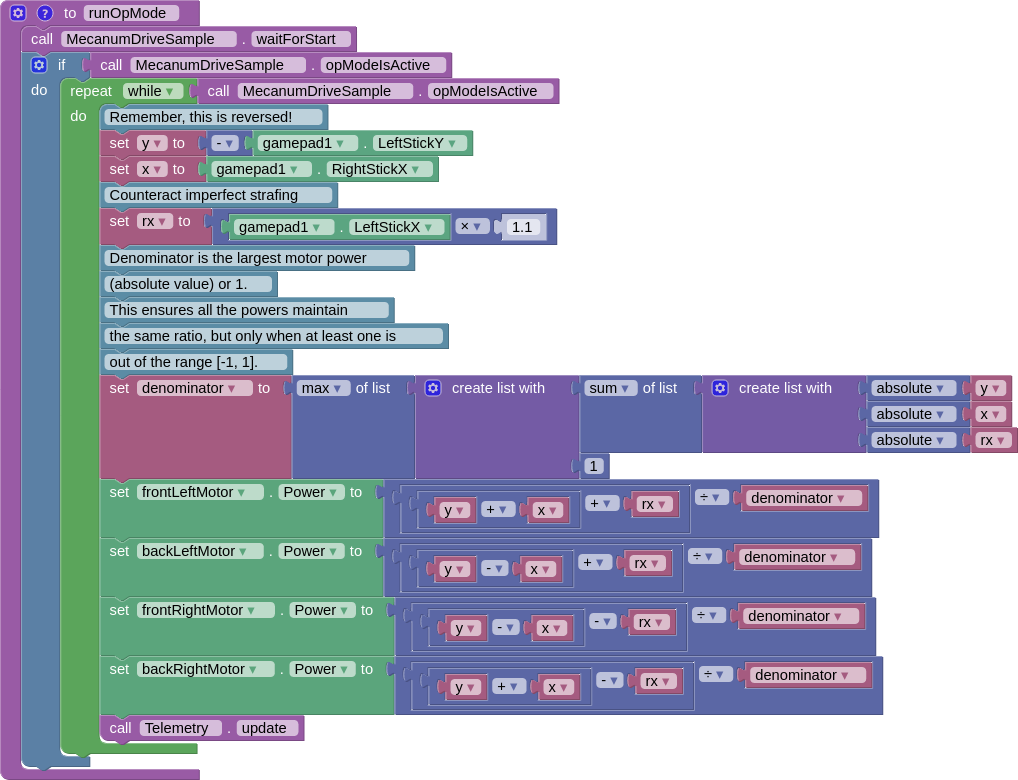 ? to runOpMode
call MecanumDriveSample . waitForStart
if call MecanumDriveSample . opModeIsActive
do repeat while ▾ call MecanumDriveSample . opModeIsActive
do Remember, this is reversed!
set y ▾ to - ▾ gamepad1 ▾ . LeftStickY ▾
set x ▾ to gamepad1 ▾ . RightStickX ▾
Counteract imperfect strafing
set rx ▾ to gamepad1 ▾ . LeftStickX ▾ × ▾ 1.1
Denominator is the largest motor power
(absolute value) or 1.
This ensures all the powers maintain
the same ratio, but only when at least one is
out of the range [-1, 1].
set denominator ▾ to max ▾ of list create list with sum ▾ of list create list with absolute ▾ y ▾
absolute ▾ x ▾
absolute ▾ rx ▾
1
set frontLeftMotor ▾ . Power ▾ to y ▾ + ▾ x ▾ + ▾ rx ▾ ÷ ▾ denominator ▾
set backLeftMotor ▾ . Power ▾ to y ▾ - ▾ x ▾ + ▾ rx ▾ ÷ ▾ denominator ▾
set frontRightMotor ▾ . Power ▾ to y ▾ - ▾ x ▾ - ▾ rx ▾ ÷ ▾ denominator ▾
set backRightMotor ▾ . Power ▾ to y ▾ + ▾ x ▾ - ▾ rx ▾ ÷ ▾ denominator ▾
call Telemetry . update